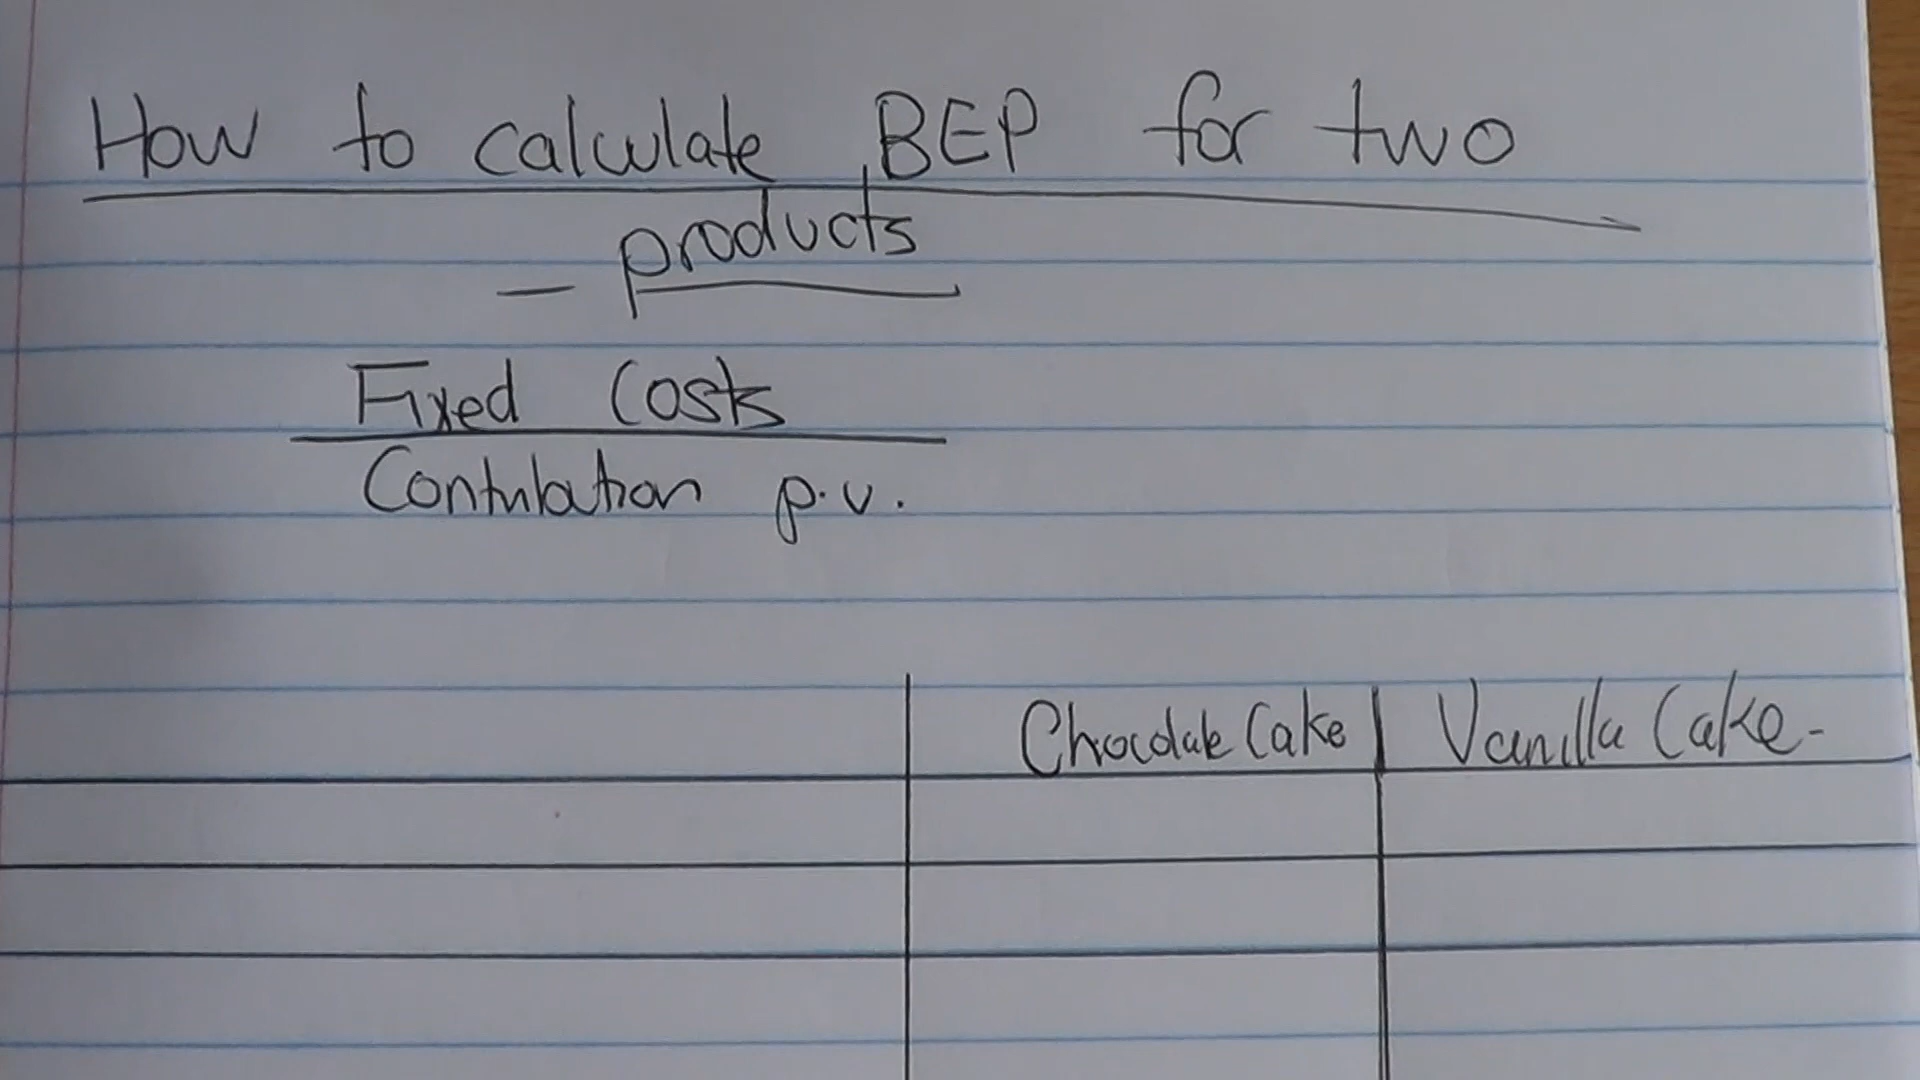 How to calculate BEP for two
- products
Fixed Costs
Contribution p.u.
Chocolate Cake Vanilla Cake